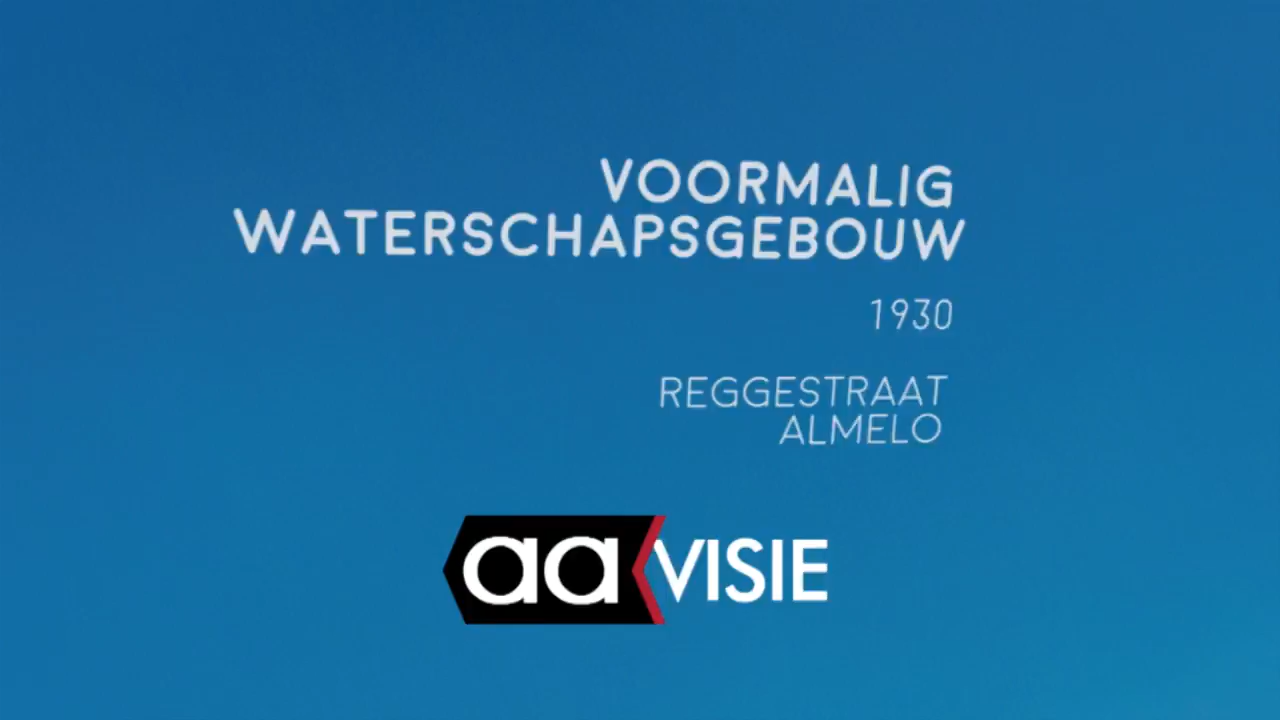 VOORMALIG
WATERSCHAPSGEBOUW
1930
REGGESTRAAT
ALMELO
aa VISIE